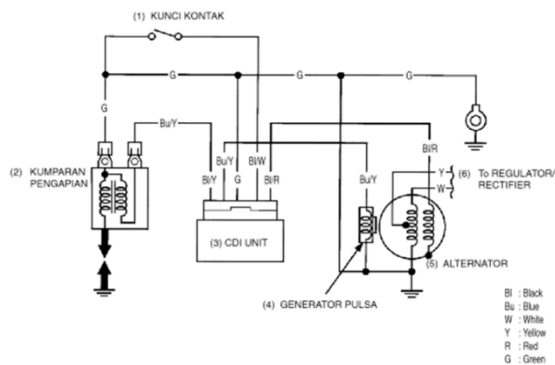 (1) KUNCI KONTAK
G
G
G
G
G
Bu/Y
Bu/Y
Bl/W
Bl/R
(2) KUMPARAN
PENGAPIAN
Bl/Y
G
Bl/R
Bu/Y
Y
W
(6) To REGULATOR/
RECTIFIER
(3) CDI UNIT
(5) ALTERNATOR
(4) GENERATOR PULSA
Bl : Black
Bu : Blue
W : White
Y : Yellow
R : Red
G : Green